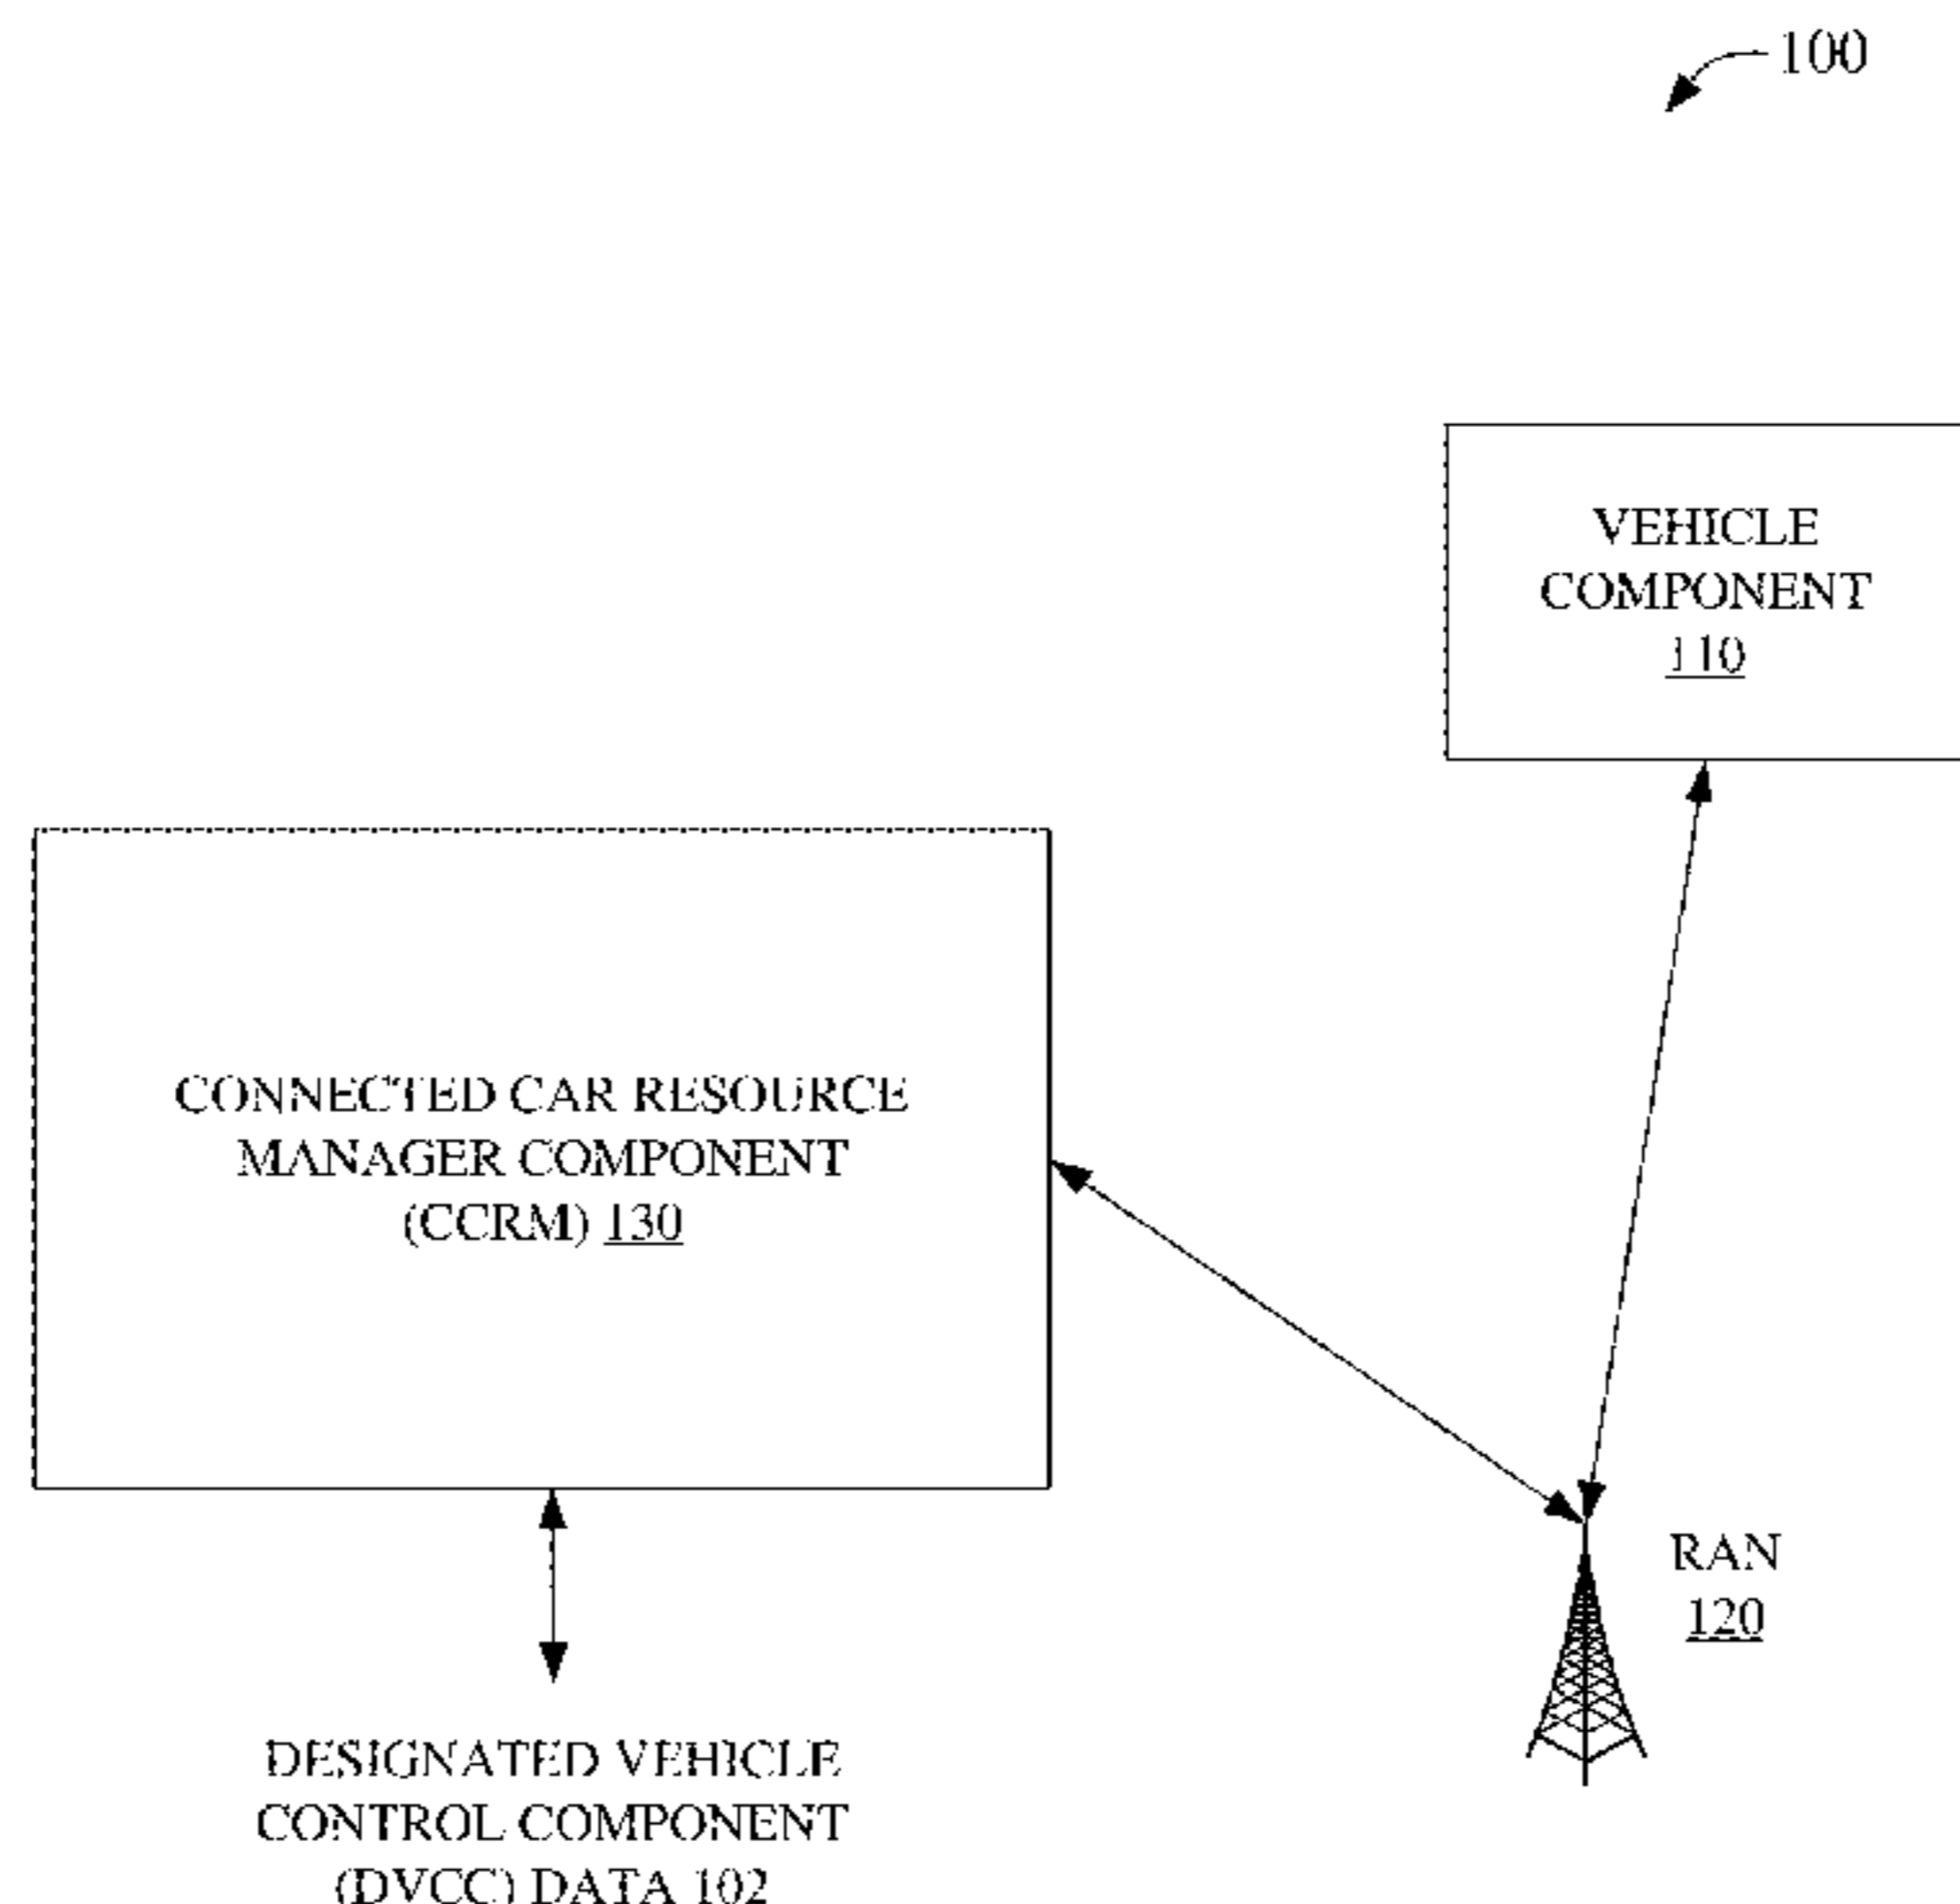 100
VEHICLE
COMPONENT
110
CONNECTED CAR RESOURCE
MANAGER COMPONENT
(CCRM) 130
RAN
120
DESIGNATED VEHICLE
CONTROL COMPONENT
(DVCC) DATA 102